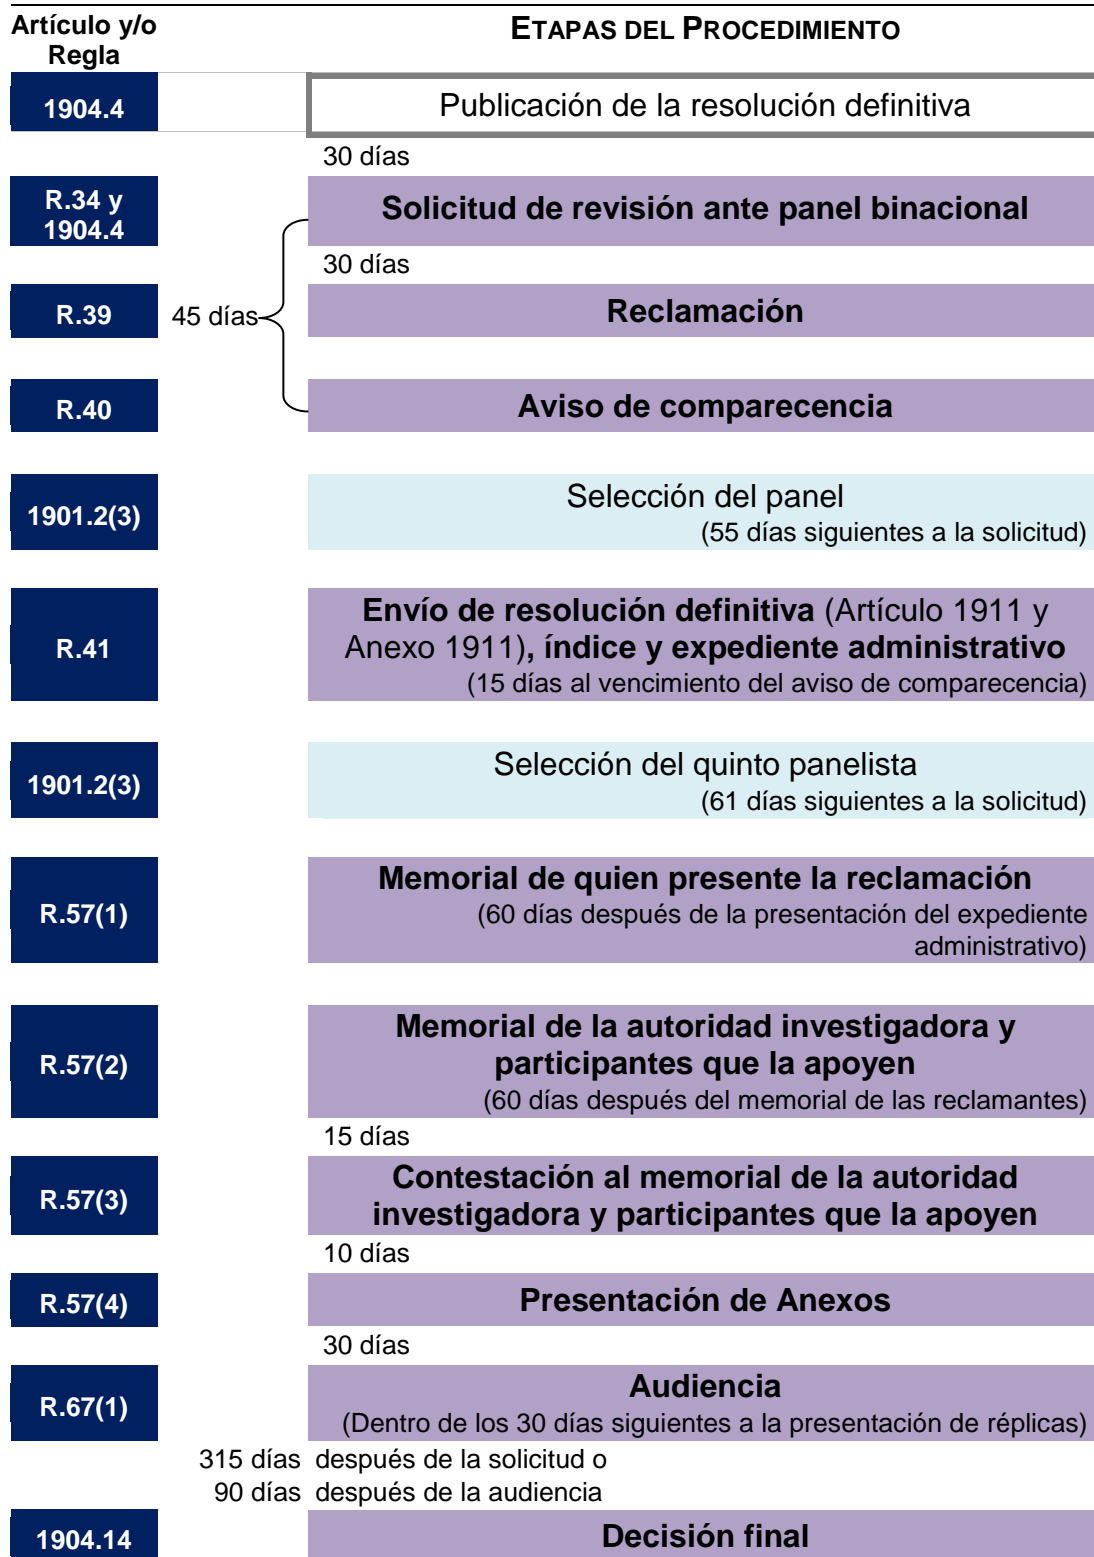 Artículo y/o
Regla
ETAPAS DEL PROCEDIMIENTO
1904.4
Publicación de la resolución definitiva
30 días
R.34 y
1904.4
Solicitud de revisión ante panel binacional
30 días
R.39
45 días
Reclamación
R.40
Aviso de comparecencia
1901.2(3)
Selección del panel
(55 días siguientes a la solicitud)
R.41
Envío de resolución definitiva (Artículo 1911 y
Anexo 1911), índice y expediente administrativo
(15 días al vencimiento del aviso de comparecencia)
1901.2(3)
Selección del quinto panelista
(61 días siguientes a la solicitud)
R.57(1)
Memorial de quien presente la reclamación
(60 días después de la presentación del expediente
administrativo)
R.57(2)
Memorial de la autoridad investigadora y
participantes que la apoyen
(60 días después del memorial de las reclamantes)
15 días
R.57(3)
Contestación al memorial de la autoridad
investigadora y participantes que la apoyen
10 días
R.57(4)
Presentación de Anexos
30 días
R.67(1)
Audiencia
(Dentro de los 30 días siguientes a la presentación de réplicas)
315 días después de la solicitud o
90 días después de la audiencia
1904.14
Decisión final